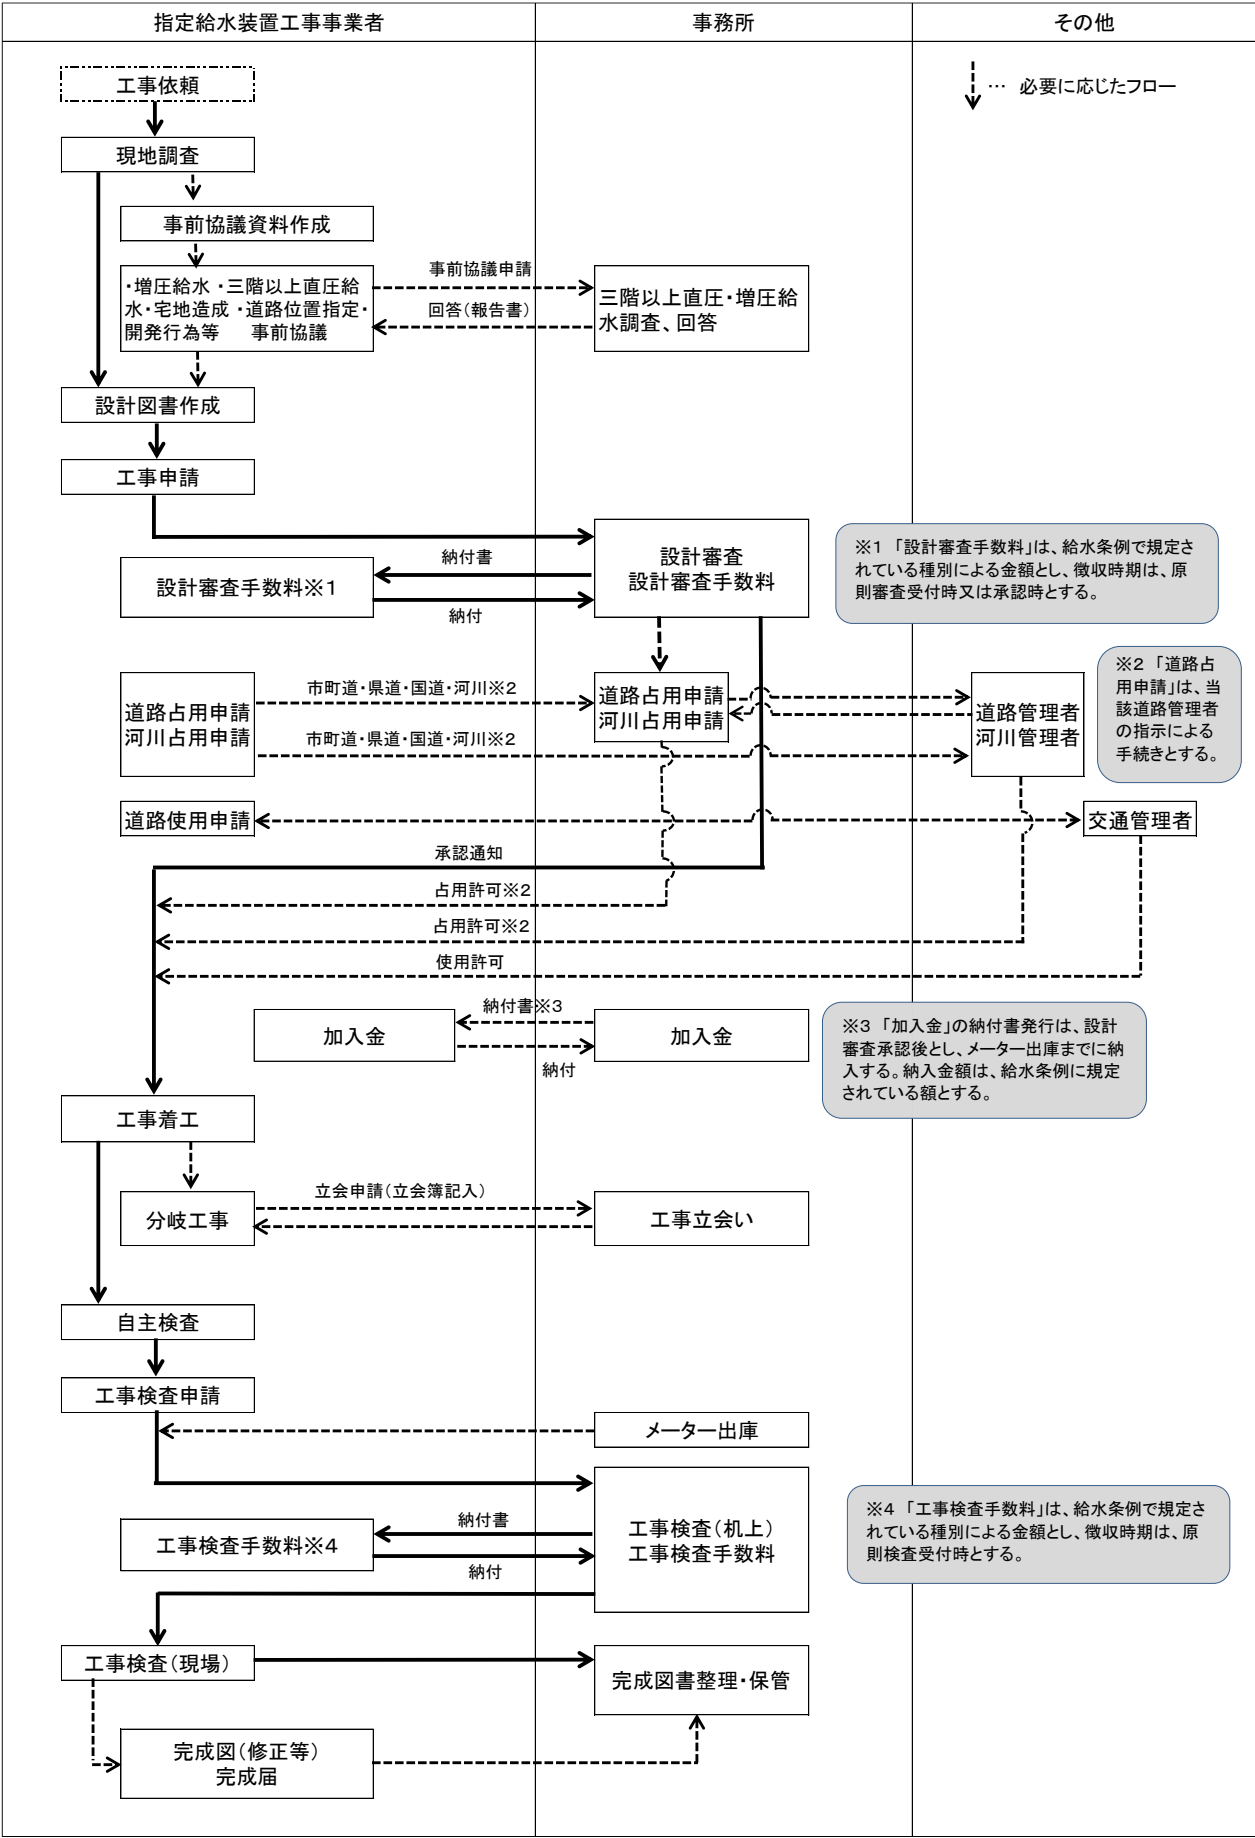 指定給水装置工事事業者
事務所
その他
工事依頼
… 必要に応じたフロー
現地調査
事前協議資料作成
・増圧給水 ・三階以上直圧給
水・宅地造成 ・道路位置指定・
開発行為等 事前協議
事前協議申請
回答（報告書）
三階以上直圧・増圧給
水調査、回答
設計図書作成
工事申請
設計審査
設計審査手数料
納付書
設計審査手数料※1
納付
※1 「設計審査手数料」は、給水条例で規定さ
れている種別による金額とし、徴収時期は、原
則審査受付時又は承認時とする。
※2 「道路占
用申請」は、当
該道路管理者
の指示による
手続きとする。
道路占用申請
河川占用申請
市町道・県道・国道・河川※2
市町道・県道・国道・河川※2
道路占用申請
河川占用申請
道路管理者
河川管理者
道路使用申請
交通管理者
承認通知
占用許可※2
占用許可※2
使用許可
加入金
納付書※3
納付
加入金
※3 「加入金」の納付書発行は、設計
審査承認後とし、メーター出庫までに納
入する。納入金額は、給水条例に規定
されている額とする。
工事着工
分岐工事
立会申請（立会簿記入）
工事立会い
自主検査
工事検査申請
メーター出庫
工事検査（机上）
工事検査手数料
納付書
工事検査手数料※4
納付
※4 「工事検査手数料」は、給水条例で規定さ
れている種別による金額とし、徴収時期は、原
則検査受付時とする。
工事検査（現場）
完成図書整理・保管
完成図（修正等）
完成届